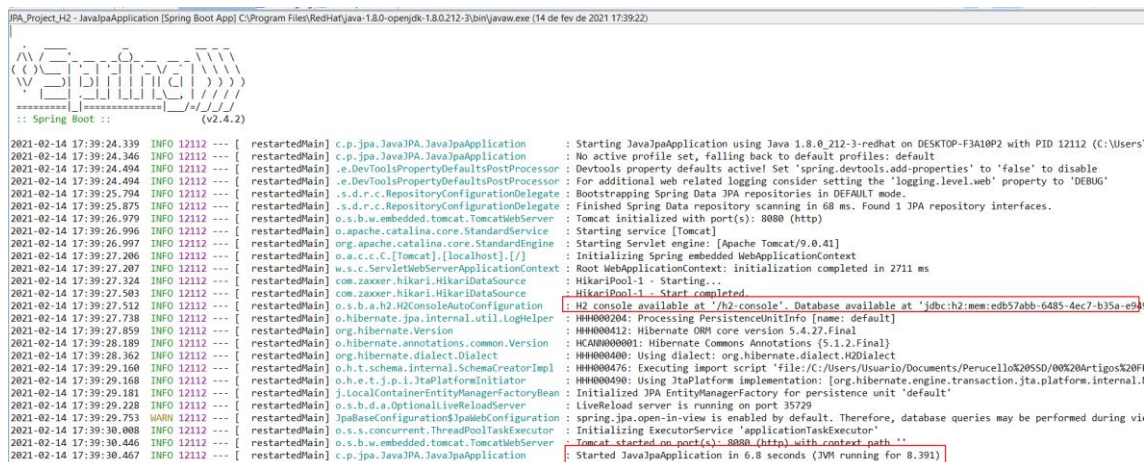 JPA_Project_H2 - JavaJpaApplication [Spring Boot App] C:\Program Files\RedHat\java-1.8.0-openjdk-1.8.0.212-3\bin\javaw.exe (14 de fev de 2021 17:39:22)
:: Spring Boot :: (v2.4.2)
2021-02-14 17:39:24.339 INFO 12112 --- [ restartedMain] c.p.jpa.JavaJPA.JavaJpaApplication : Starting JavaJpaApplication using Java 1.8.0_212-3-redhat on DESKTOP-F3A10P2 with PID 12112 (C:\Users
2021-02-14 17:39:24.346 INFO 12112 --- [ restartedMain] c.p.jpa.JavaJPA.JavaJpaApplication : No active profile set, falling back to default profiles: default
2021-02-14 17:39:24.494 INFO 12112 --- [ restartedMain] .e.DevToolsPropertyDefaultsPostProcessor : Devtools property defaults active! Set 'spring.devtools.add-properties' to 'false' to disable
2021-02-14 17:39:24.494 INFO 12112 --- [ restartedMain] .e.DevToolsPropertyDefaultsPostProcessor : For additional web related logging consider setting the 'logging.level.web' property to 'DEBUG'
2021-02-14 17:39:25.794 INFO 12112 --- [ restartedMain] .s.d.r.c.RepositoryConfigurationDelegate : Bootstrapping Spring Data JPA repositories in DEFAULT mode.
2021-02-14 17:39:25.875 INFO 12112 --- [ restartedMain] .s.d.r.c.RepositoryConfigurationDelegate : Finished Spring Data repository scanning in 68 ms. Found 1 JPA repository interfaces.
2021-02-14 17:39:26.979 INFO 12112 --- [ restartedMain] o.s.b.w.embedded.tomcat.TomcatWebServer : Tomcat initialized with port(s): 8080 (http)
2021-02-14 17:39:26.996 INFO 12112 --- [ restartedMain] o.apache.catalina.core.StandardService : Starting service [Tomcat]
2021-02-14 17:39:26.997 INFO 12112 --- [ restartedMain] org.apache.catalina.core.StandardEngine : Starting Servlet engine: [Apache Tomcat/9.0.41]
2021-02-14 17:39:27.206 INFO 12112 --- [ restartedMain] o.a.c.c.C.[Tomcat].[localhost].[/] : Initializing Spring embedded WebApplicationContext
2021-02-14 17:39:27.207 INFO 12112 --- [ restartedMain] w.s.c.ServletWebServerApplicationContext : Root WebApplicationContext: initialization completed in 2711 ms
2021-02-14 17:39:27.324 INFO 12112 --- [ restartedMain] com.zaxxer.hikari.HikariDataSource : HikariPool-1 - Starting...
2021-02-14 17:39:27.503 INFO 12112 --- [ restartedMain] com.zaxxer.hikari.HikariDataSource : HikariPool-1 - Start completed.
2021-02-14 17:39:27.512 INFO 12112 --- [ restartedMain] o.s.b.a.h2.H2ConsoleAutoConfiguration : H2 console available at '/h2-console'. Database available at 'jdbc:h2:mem:edb57abb-6485-4ec7-b35a-e949
2021-02-14 17:39:27.738 INFO 12112 --- [ restartedMain] o.hibernate.jpa.internal.util.LogHelper : HHH000204: Processing PersistenceUnitInfo [name: default]
2021-02-14 17:39:27.859 INFO 12112 --- [ restartedMain] org.hibernate.Version : HHH000412: Hibernate ORM core version 5.4.27.Final
2021-02-14 17:39:28.189 INFO 12112 --- [ restartedMain] o.hibernate.annotations.common.Version : HCANN000001: Hibernate Commons Annotations {5.1.2.Final}
2021-02-14 17:39:28.362 INFO 12112 --- [ restartedMain] org.hibernate.dialect.Dialect : HHH000400: Using dialect: org.hibernate.dialect.H2Dialect
2021-02-14 17:39:29.160 INFO 12112 --- [ restartedMain] o.h.t.schema.internal.SchemaCreatorImpl : HHH000476: Executing import script 'file:/C:/Users/Usuario/Documents/Perucello%20SSD/00%20Artigos%20F
2021-02-14 17:39:29.168 INFO 12112 --- [ restartedMain] o.h.e.t.j.p.i.JtaPlatformInitiator : HHH000490: Using JtaPlatform implementation: [org.hibernate.engine.transaction.jta.platform.internal.
2021-02-14 17:39:29.181 INFO 12112 --- [ restartedMain] j.LocalContainerEntityManagerFactoryBean : Initialized JPA EntityManagerFactory for persistence unit 'default'
2021-02-14 17:39:29.228 INFO 12112 --- [ restartedMain] o.s.b.d.a.OptionalLiveReloadServer : LiveReload server is running on port 35729
2021-02-14 17:39:29.753 WARN 12112 --- [ restartedMain] JpaBaseConfiguration$JpaWebConfiguration : spring.jpa.open-in-view is enabled by default. Therefore, database queries may be performed during vi
2021-02-14 17:39:30.008 INFO 12112 --- [ restartedMain] o.s.s.concurrent.ThreadPoolTaskExecutor : Initializing ExecutorService 'applicationTaskExecutor'
2021-02-14 17:39:30.446 INFO 12112 --- [ restartedMain] o.s.b.w.embedded.tomcat.TomcatWebServer : Tomcat started on port(s): 8080 (http) with context path ''
2021-02-14 17:39:30.467 INFO 12112 --- [ restartedMain] c.p.jpa.JavaJPA.JavaJpaApplication : Started JavaJpaApplication in 6.8 seconds (JVM running for 8.391)